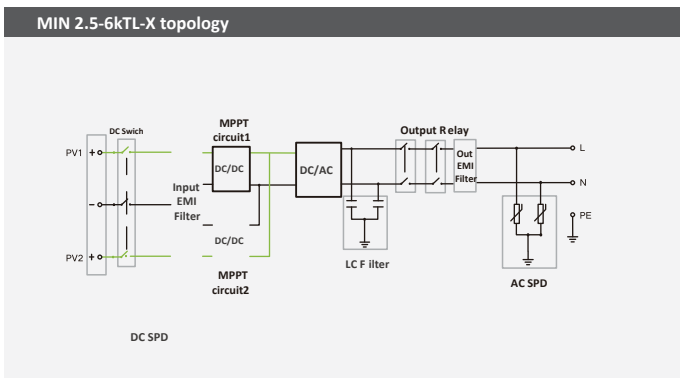 MIN 2.5-6kTL-X topology
DC Swich
MPPT
circuit1
Output Relay
PV1
+
DC/DC
DC/AC
Out
EMI
Filter
L
Input
EMI
Filter
-
N
DC/DC
PE
PV2
+
LC F ilter
MPPT
circuit2
AC SPD
DC SPD